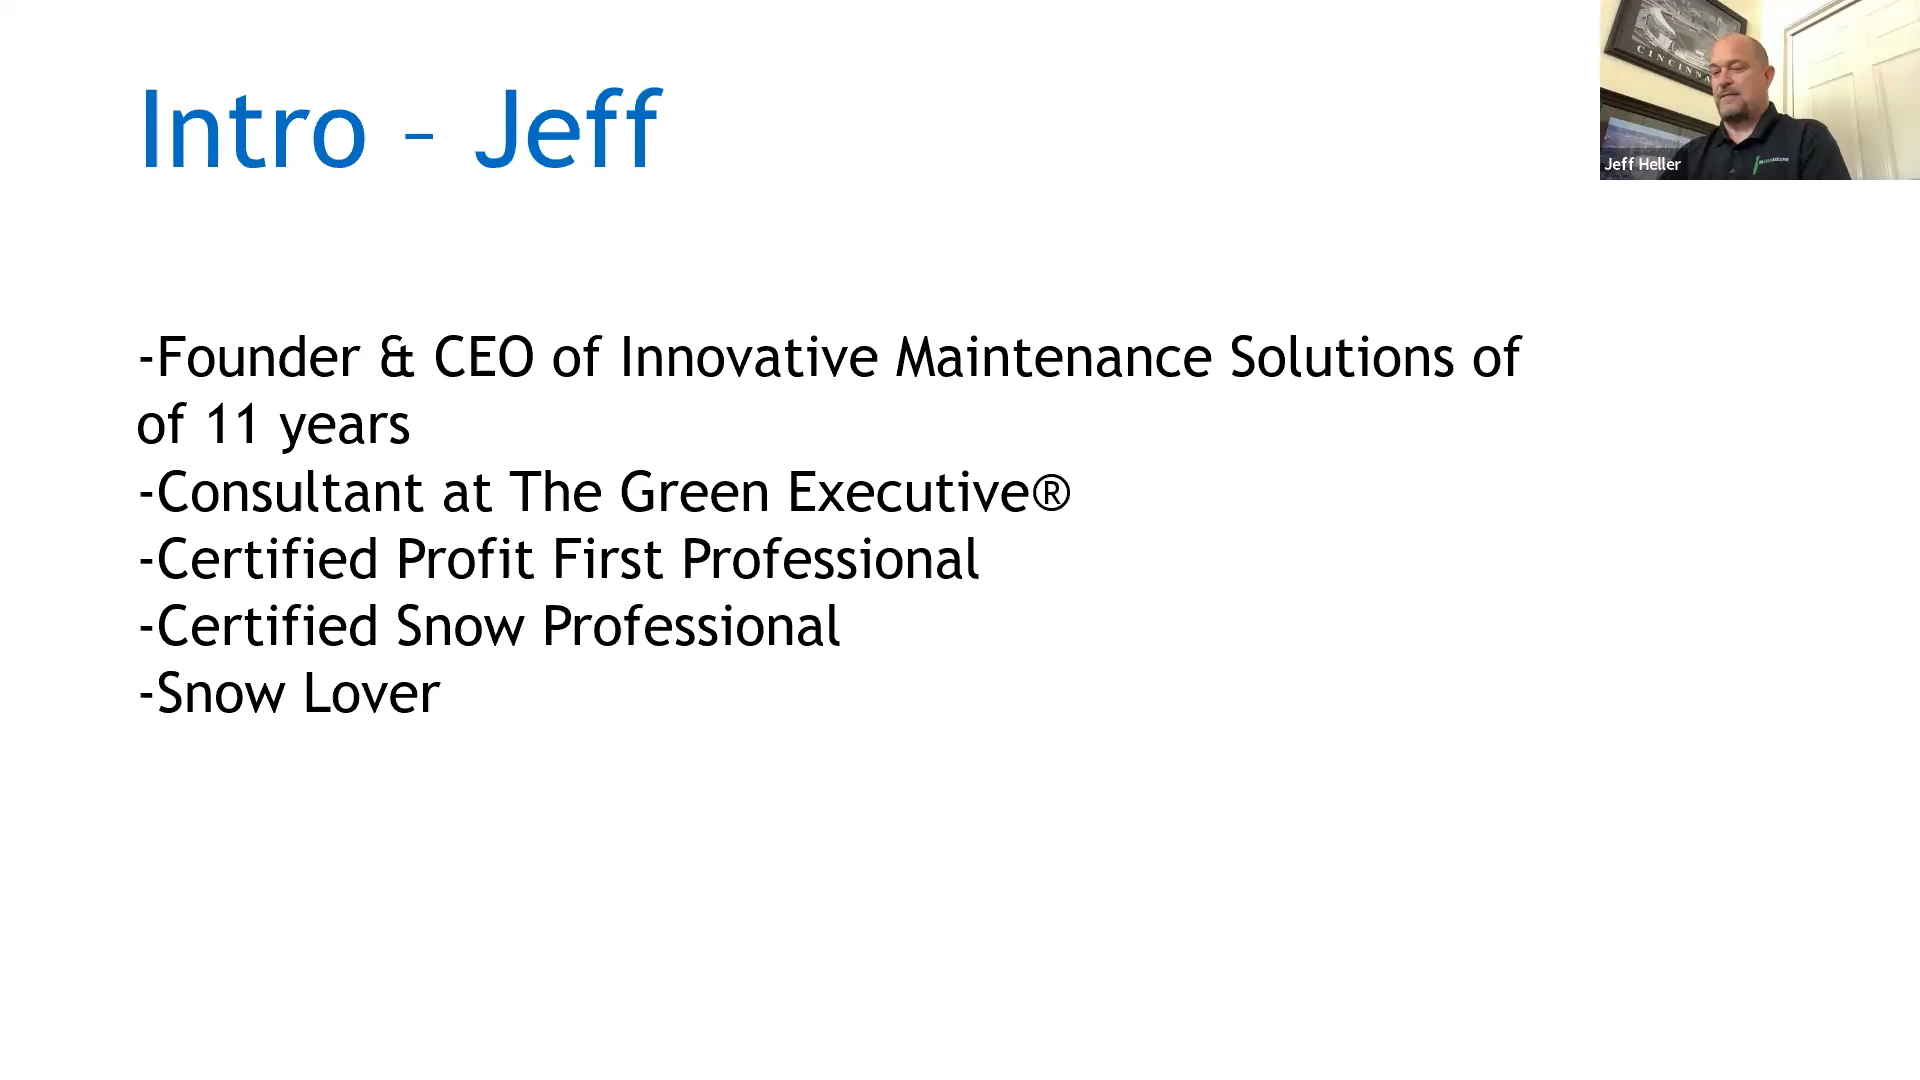 Intro – Jeff
CINCINNA
Jeff Heller
-Founder & CEO of Innovative Maintenance Solutions of
of 11 years
-Consultant at The Green Executive®
-Certified Profit First Professional
-Certified Snow Professional
-Snow Lover